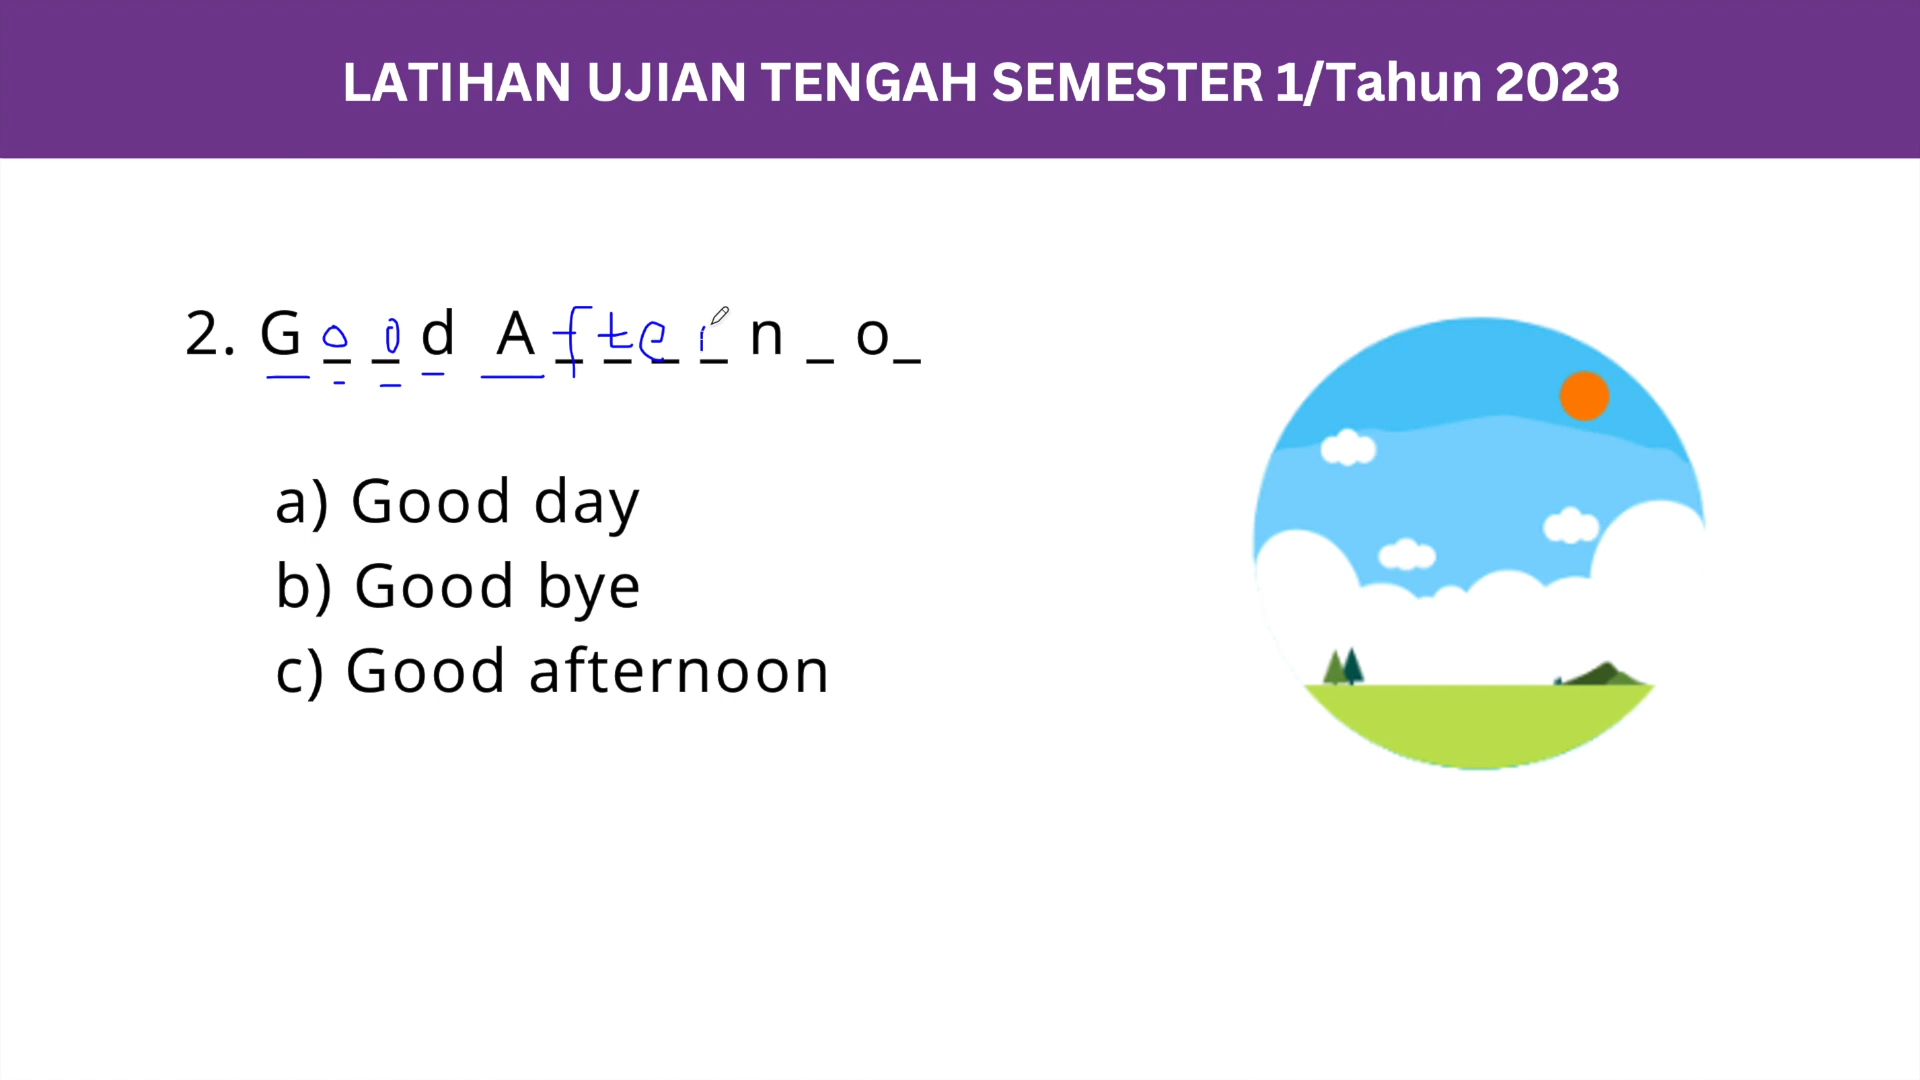 LATIHAN UJIAN TENGAH SEMESTER 1/Tahun 2023
2. G o o d A f t e r n _ o _
a) Good day
b) Good bye
c) Good afternoon